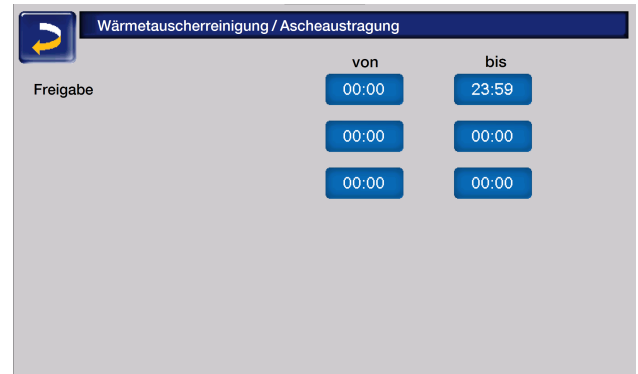 Wärmetauscherreinigung / Ascheaustragung
von bis
Freigabe 00:00 23:59
00:00 00:00
00:00 00:00